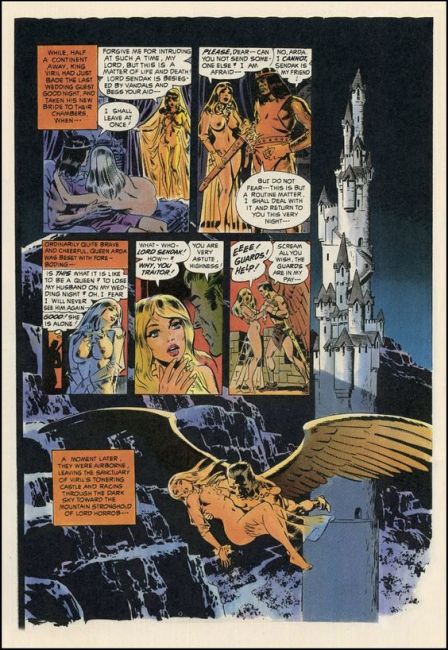 WHILE, HALF
A CONTINENT
AWAY, KING
VIRIL HAD JUST
BADE THE LAST
WEDDING GUEST
GOOD NIGHT, AND
TAKEN HIS NEW
BRIDE TO THEIR
CHAMBERS
WHEN---
FORGIVE ME FOR INTRUDING
AT SUCH A TIME, MY
LORD, BUT THIS IS A
MATTER OF LIFE AND DEATH!
LORD SENDAK IS BESIEG-
ED BY VANDALS AND
BEGS YOUR AID---
I SHALL
LEAVE AT
ONCE!
PLEASE, DEAR-- CAN
YOU NOT SEND SOME-
ONE ELSE? I AM
AFRAID---
NO, ARDA
I CANNOT,
SENDAK IS
MY FRIEND
!
BUT DO NOT
FEAR---THIS IS BUT
A ROUTINE MATTER.
I SHALL DEAL WITH
IT AND RETURN TO
YOU THIS VERY
NIGHT---
ORDINARILY QUITE BRAVE
AND CHEERFUL, QUEEN ARDA
WAS BESET WITH FORE-
BODING---
IS THIS WHAT IT IS LIKE
TO BE A QUEEN? TO LOSE
MY HUSBAND ON MY WED-
DING NIGHT? OH, I FEAR
I WILL NEVER
SEE HIM AGAIN---
GOOD! SHE
IS ALONE!
WHAT-- WHO--
LORD SENDAK!
HOW---?
WHY, YOU
TRAITOR!
YOU ARE
VERY
ASTUTE,
HIGHNESS!
EEEE!
GUARDS!
HELP!
SCREAM ALL
YOU WISH, THE
GUARDS ARE
IN MY
PAY---
A MOMENT LATER,
THEY WERE AIRBORNE,
LEAVING THE SANCTUARY
OF VIRIL'S TOWERING
CASTLE AND RACING
THROUGH THE DARK
SKY TOWARD THE
MOUNTAIN STRONGHOLD
OF LORD HORROS---